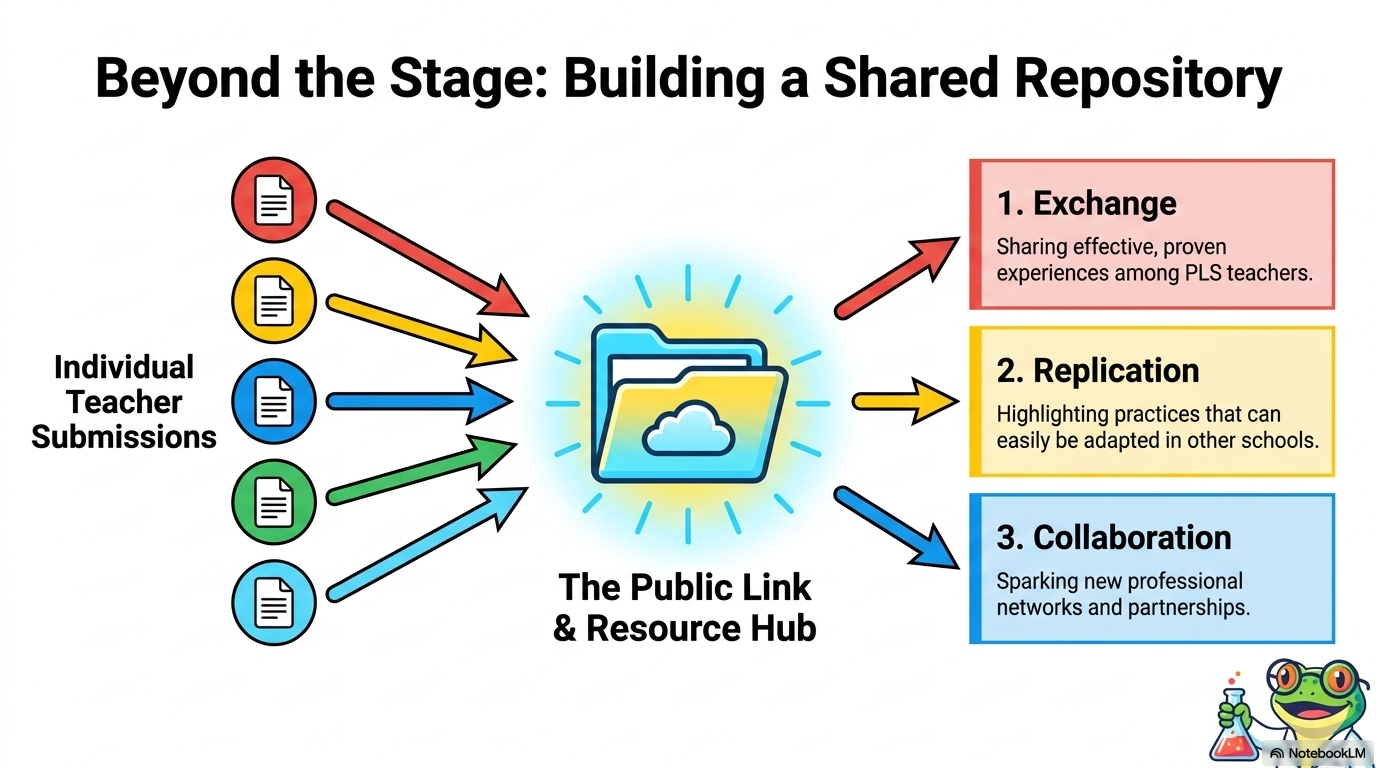 Beyond the Stage: Building a Shared Repository
Individual
Teacher
Submissions
The Public Link
& Resource Hub
1. Exchange
Sharing effective, proven
experiences among PLS teachers.
2. Replication
Highlighting practices that can
easily be adapted in other schools.
3. Collaboration
Sparking new professional
networks and partnerships.
NotebookLM